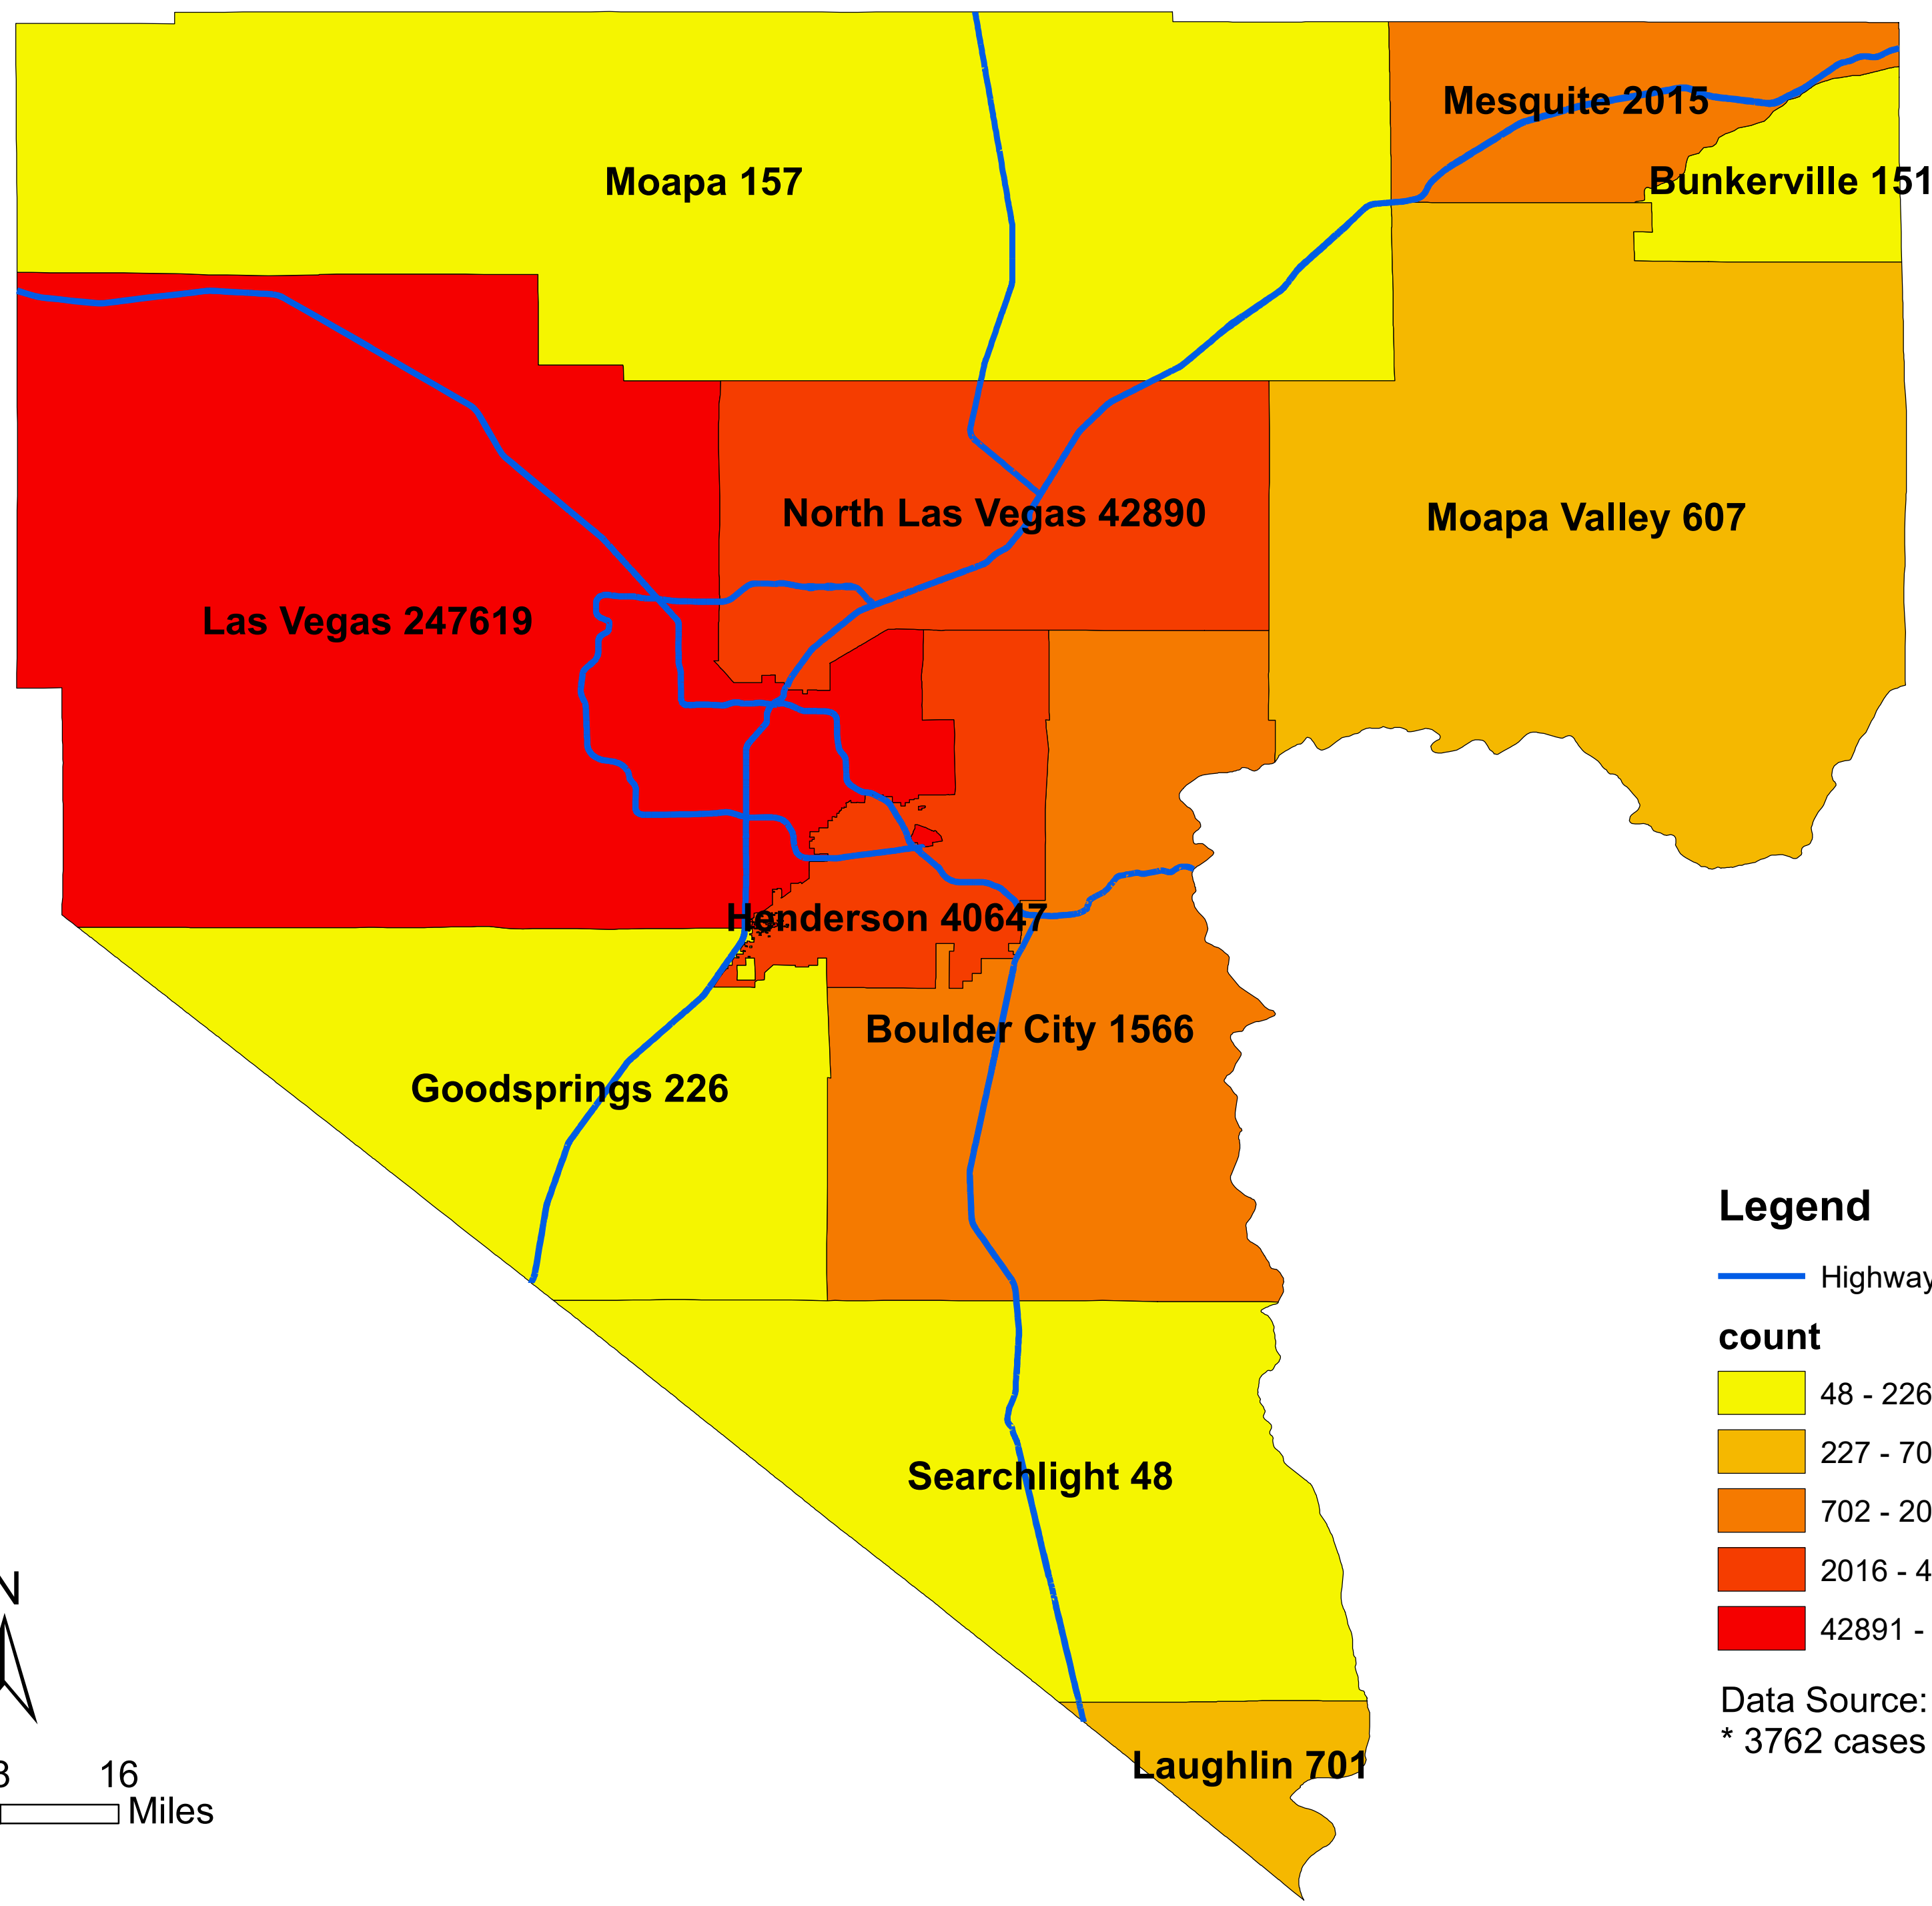 Mesquite 2015
Moapa 157
Bunkerville 151
North Las Vegas 42890
Moapa Valley 607
Las Vegas 247619
Henderson 40647
Boulder City 1566
Goodsprings 226
Searchlight 48
Laughlin 701
Legend
Highway
count
48 - 226
227 - 70
702 - 20
2016 - 4
42891 -
Data Source:
* 3762 cases
N
16
Miles